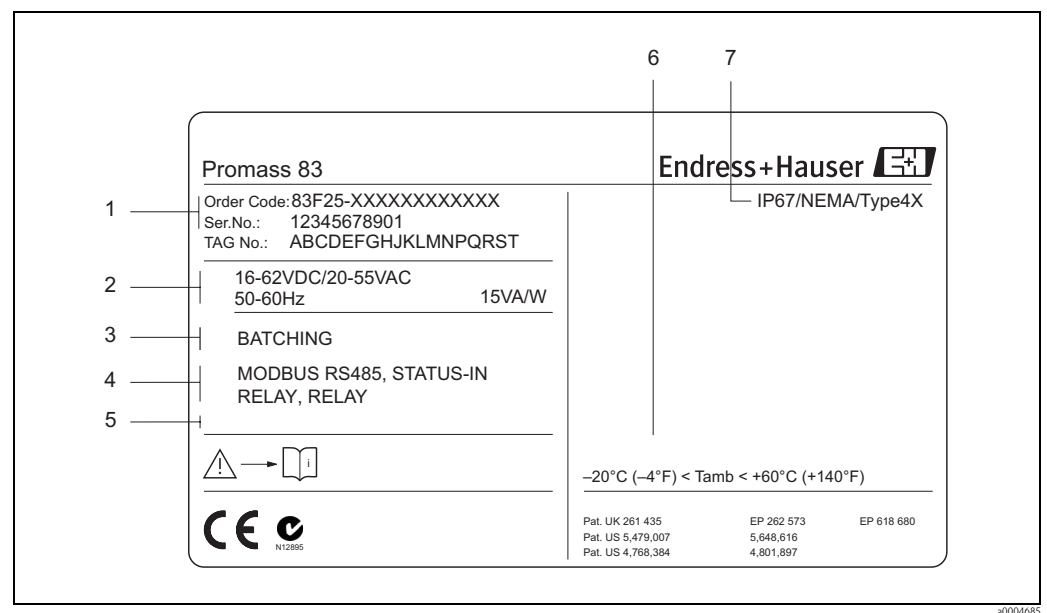 6 7
Promass 83
Endress+Hauser E+H
1
Order Code: 83F25-XXXXXXXXXXXX
Ser.No.: 12345678901
TAG No.: ABCDEFGHJKLMNPQRST
IP67/NEMA/Type4X
2
16-62VDC/20-55VAC
50-60Hz 15VA/W
3
BATCHING
4
MODBUS RS485, STATUS-IN
RELAY, RELAY
5
i
–20°C (–4°F) < Tamb < +60°C (+140°F)
CE
N12895
Pat. UK 261 435 EP 262 573 EP 618 680
Pat. US 5,479,007 5,648,616
Pat. US 4,768,384 4,801,897
a0004685